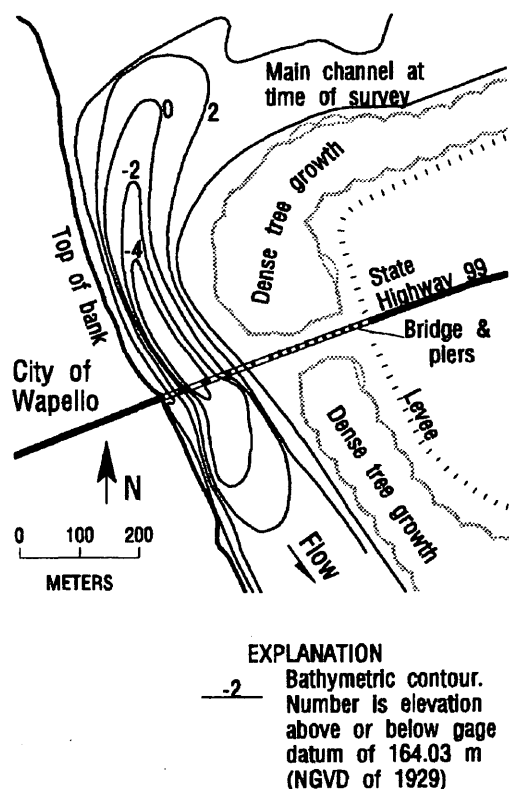 0
2
-2
-4
Main channel at
time of survey
Dense tree growth
Top of bank
State
Highway 99
Bridge &
piers
City of
Wapello
Levee
Dense tree growth
N
0 100 200
METERS
Flow
EXPLANATION
-2
Bathymetric contour.
Number is elevation
above or below gage
datum of 164.03 m
(NGVD of 1929)